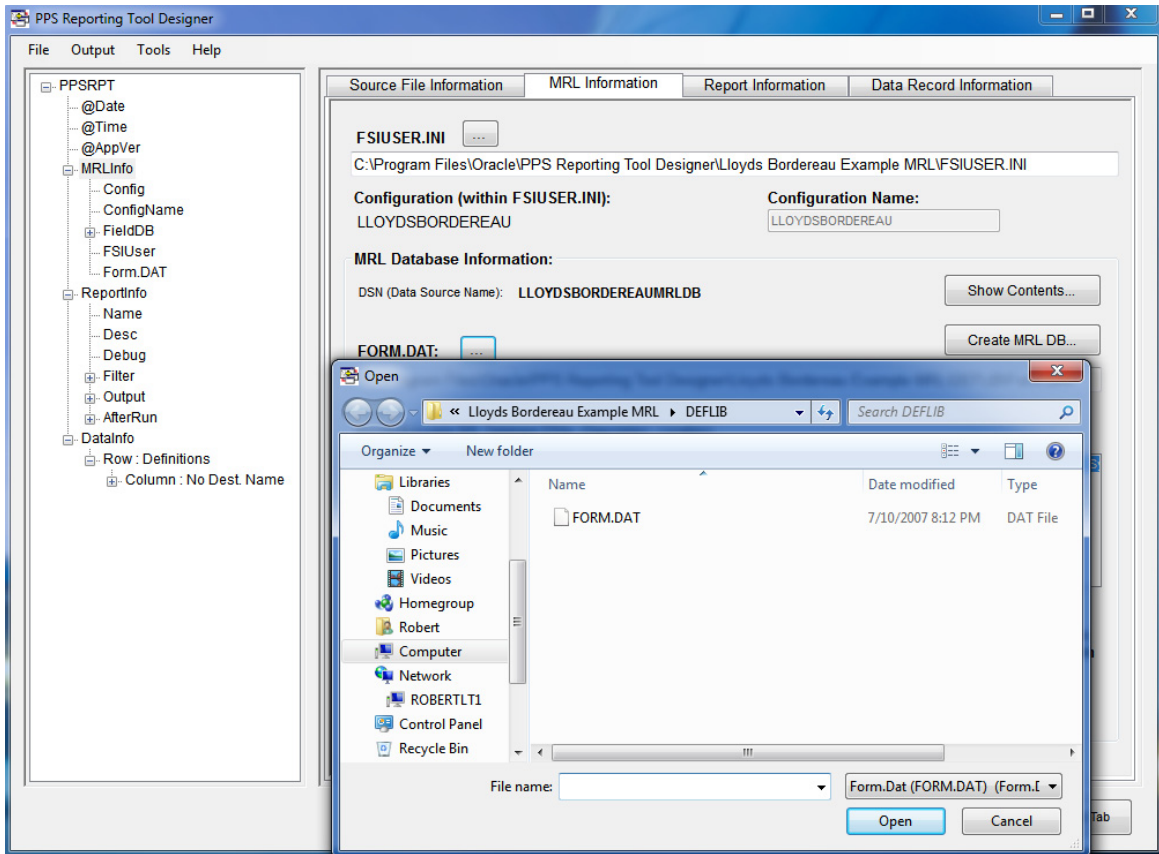 PPS Reporting Tool Designer
File Output Tools Help
PPSRPT
@Date
@Time
@AppVer
MRLInfo
Config
ConfigName
FieldDB
FSIUser
Form.DAT
ReportInfo
Name
Desc
Debug
Filter
Output
AfterRun
DataInfo
Row : Definitions
Column : No Dest. Name
Source File Information MRL Information Report Information Data Record Information
FSIUSER.INI ...
C:\Program Files\Oracle\PPS Reporting Tool Designer\Lloyds Bordereau Example MRL\FSIUSER.INI
Configuration (within FSIUSER.INI): Configuration Name:
LLOYDSBORDEREAU LLOYDSBORDEREAU
MRL Database Information:
DSN (Data Source Name): LLOYDSBORDEREAUMRLDB Show Contents...
Create MRL DB...
FORM.DAT: ...
Open
« Lloyds Bordereau Example MRL DEFLIB Search DEFLIB
Organize New folder
Libraries
Documents
Music
Pictures
Videos
Homegroup
Robert
Computer
Network
ROBERTLT1
Control Panel
Recycle Bin
Name Date modified Type
FORM.DAT 7/10/2007 8:12 PM DAT File
File name: Form.Dat (FORM.DAT) (Form.D
Open Cancel
Tab